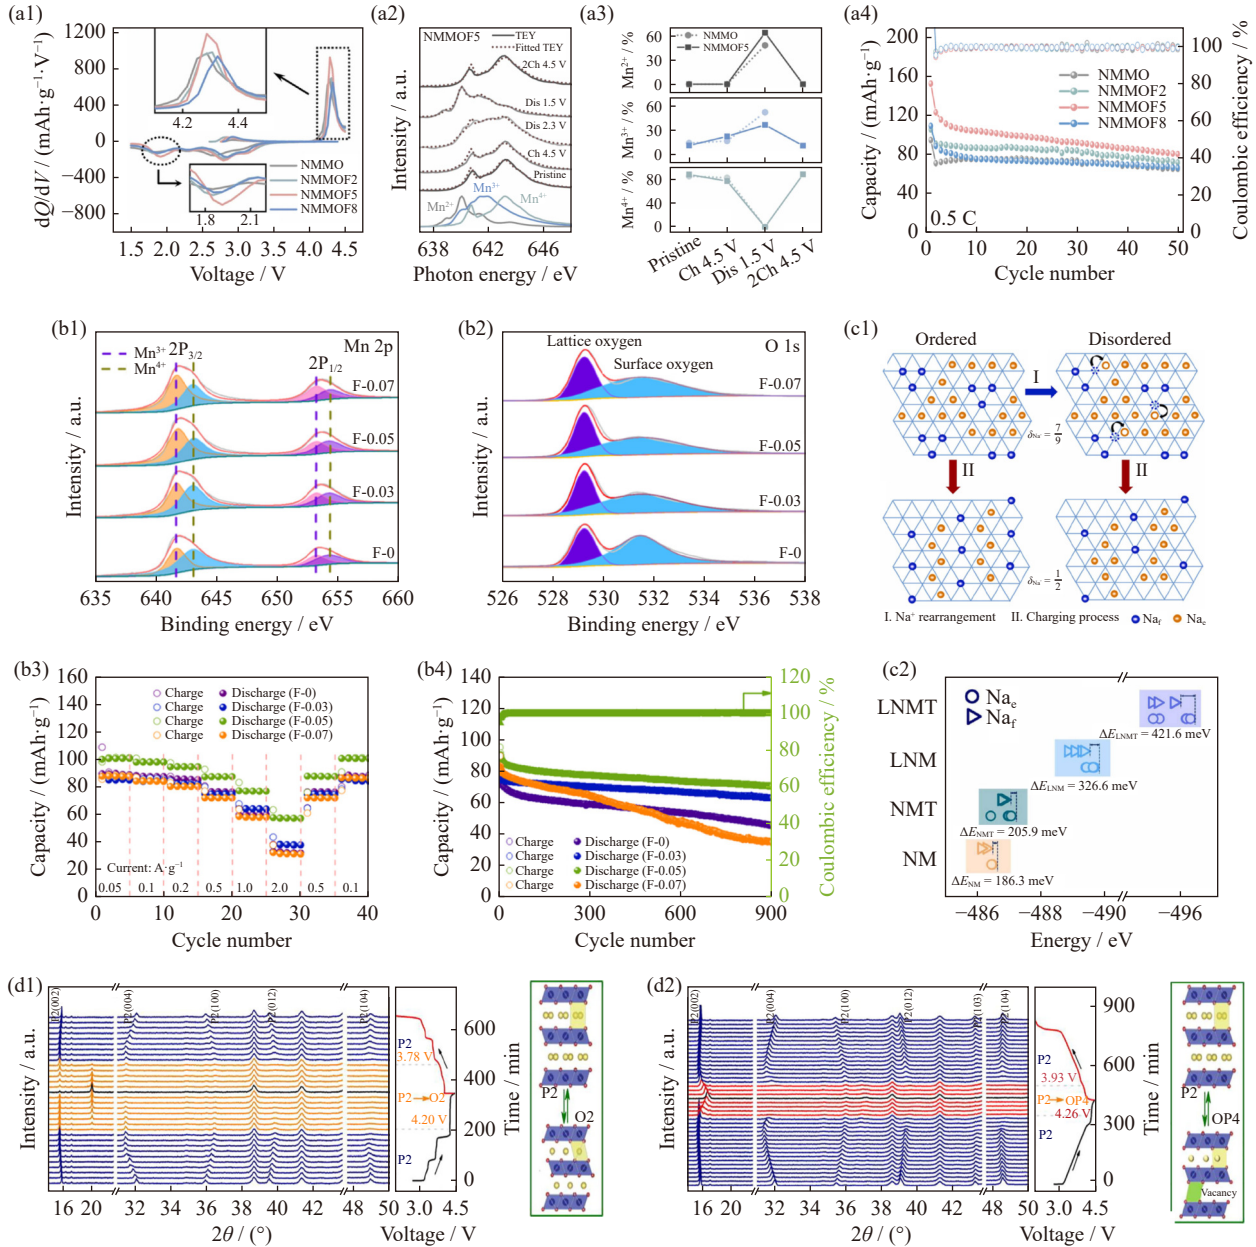 (a1)
1200
800
400
0
−400
−800
dQ/dV / (mAh·g⁻¹·V⁻¹)
4.2 4.4
1.8 2.1
NMMO
NMMOF2
NMMOF5
NMMOF8
1.5 2.0 2.5 3.0 3.5 4.0 4.5
Voltage / V
(a2)
NMMOF5
TEY
Fitted TEY
2Ch 4.5 V
Dis 1.5 V
Dis 2.3 V
Ch 4.5 V
Pristine
Mn³⁺
Mn²⁺
Mn⁴⁺
Intensity / a.u.
638 642 646
Photon energy / eV
(a3)
NMMO
NMMOF5
Mn²⁺ / %
60
30
0
Mn³⁺ / %
60
30
0
Mn⁴⁺ / %
90
60
30
0
Pristine
Ch 4.5 V
Dis 1.5 V
2Ch 4.5 V
(a4)
Capacity / (mAh·g⁻¹)
200
160
120
80
40
0
NMMO
NMMOF2
NMMOF5
NMMOF8
0.5 C
100
80
60
40
20
0
Coulombic efficiency / %
0 10 20 30 40 50
Cycle number
(b1)
Mn³⁺
Mn⁴⁺
2P3/2
2P1/2
Mn 2p
F-0.07
F-0.05
F-0.03
F-0
Intensity / a.u.
635 640 645 650 655 660
Binding energy / eV
(b2)
Lattice oxygen
Surface oxygen
O 1s
F-0.07
F-0.05
F-0.03
F-0
Intensity / a.u.
526 528 530 532 534 536 538
Binding energy / eV
(c1)
Ordered
Disordered
I
δNa = 7/9
II
II
δNa = 1/2
I. Na⁺ rearrangement II. Charging process Naf Nae
(b3)
Capacity / (mAh·g⁻¹)
160
140
120
100
80
60
40
20
0
Charge Discharge (F-0)
Charge Discharge (F-0.03)
Charge Discharge (F-0.05)
Charge Discharge (F-0.07)
Current: A·g⁻¹
0.05 0.1 0.2 0.5 1.0 2.0 0.5 0.1
0 10 20 30 40
Cycle number
(b4)
Capacity / (mAh·g⁻¹)
140
120
100
80
60
40
20
0
Charge Discharge (F-0)
Charge Discharge (F-0.03)
Charge Discharge (F-0.05)
Charge Discharge (F-0.07)
120
100
80
60
40
20
0
Coulombic efficiency / %
0 300 600 900
Cycle number
(c2)
Nae
Naf
LNMT
ΔELNMT = 421.6 meV
LNM
ΔELNM = 326.6 meV
NMT
ΔENMT = 205.9 meV
NM
ΔENM = 186.3 meV
−486 −488 −490 −496
Energy / eV
(d1)
Intensity / a.u.
P2(002)
P2(004)
P2(100)
P2(012)
P2(104)
P2
3.78 V
P2→O2
4.20 V
P2
600
400
200
0
Time / min
16 20 32 34 36 38 42 48 50
2θ / (°)
3.0 4.5
Voltage / V
P2
O2
(d2)
Intensity / a.u.
P2(002)
P2(004)
P2(100)
P2(012)
P2(103)
P2(104)
P2
3.93 V
P2→OP4
4.26 V
P2
900
600
300
0
Time / min
16 18 32 34 36 39 42 48 50
2θ / (°)
3.0 4.5
Voltage / V
P2
OP4
Vacancy